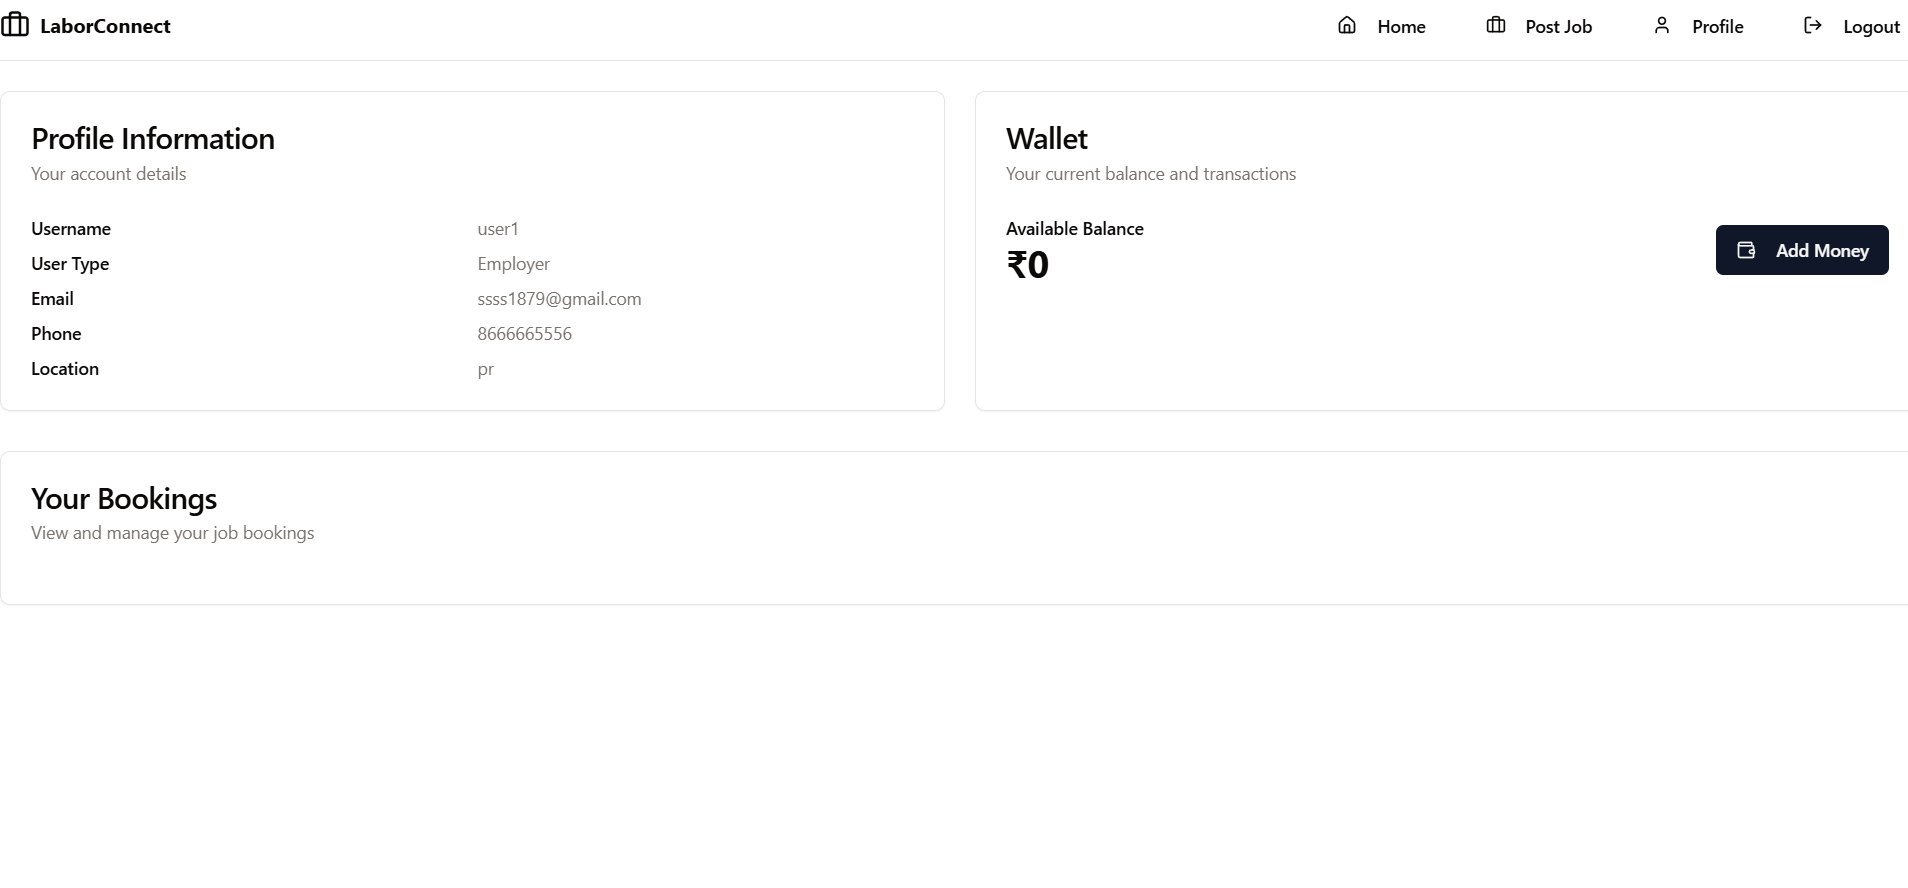 LaborConnect
Home
Post Job
Profile
Logout
Profile Information
Your account details
Username user1
User Type Employer
Email ssss1879@gmail.com
Phone 8666665556
Location pr
Wallet
Your current balance and transactions
Available Balance
₹0
Add Money
Your Bookings
View and manage your job bookings